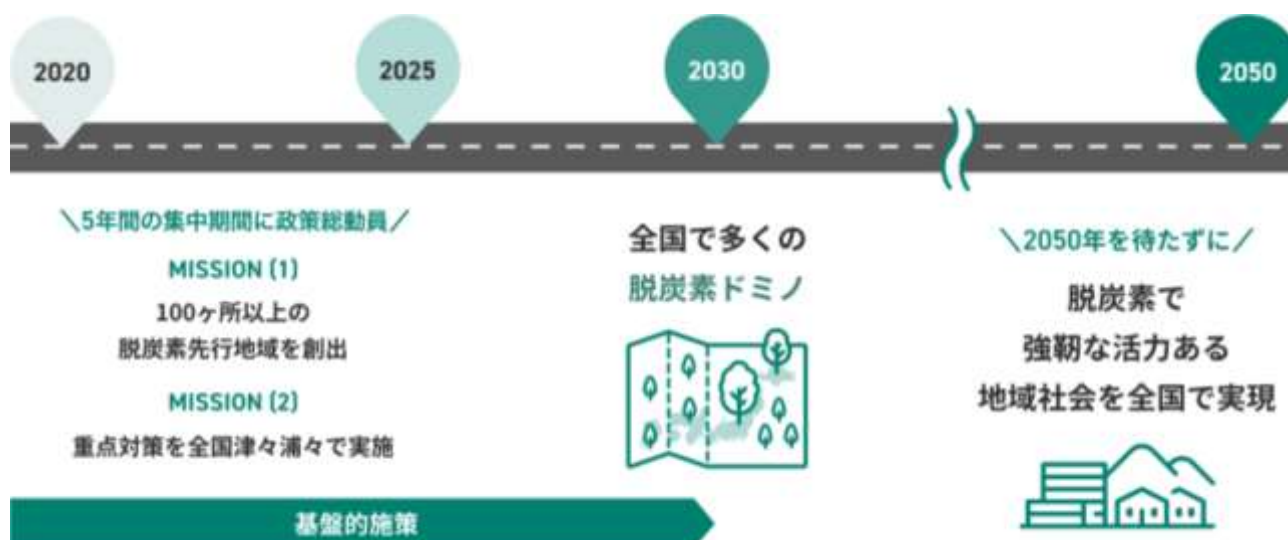 2020
2025
2030
2050
\5年間の集中期間に政策総動員/
MISSION (1)
100ヶ所以上の
脱炭素先行地域を創出
MISSION (2)
重点対策を全国津々浦々で実施
基盤的施策
全国で多くの
脱炭素ドミノ
\2050年を待たずに/
脱炭素で
強靭な活力ある
地域社会を全国で実現